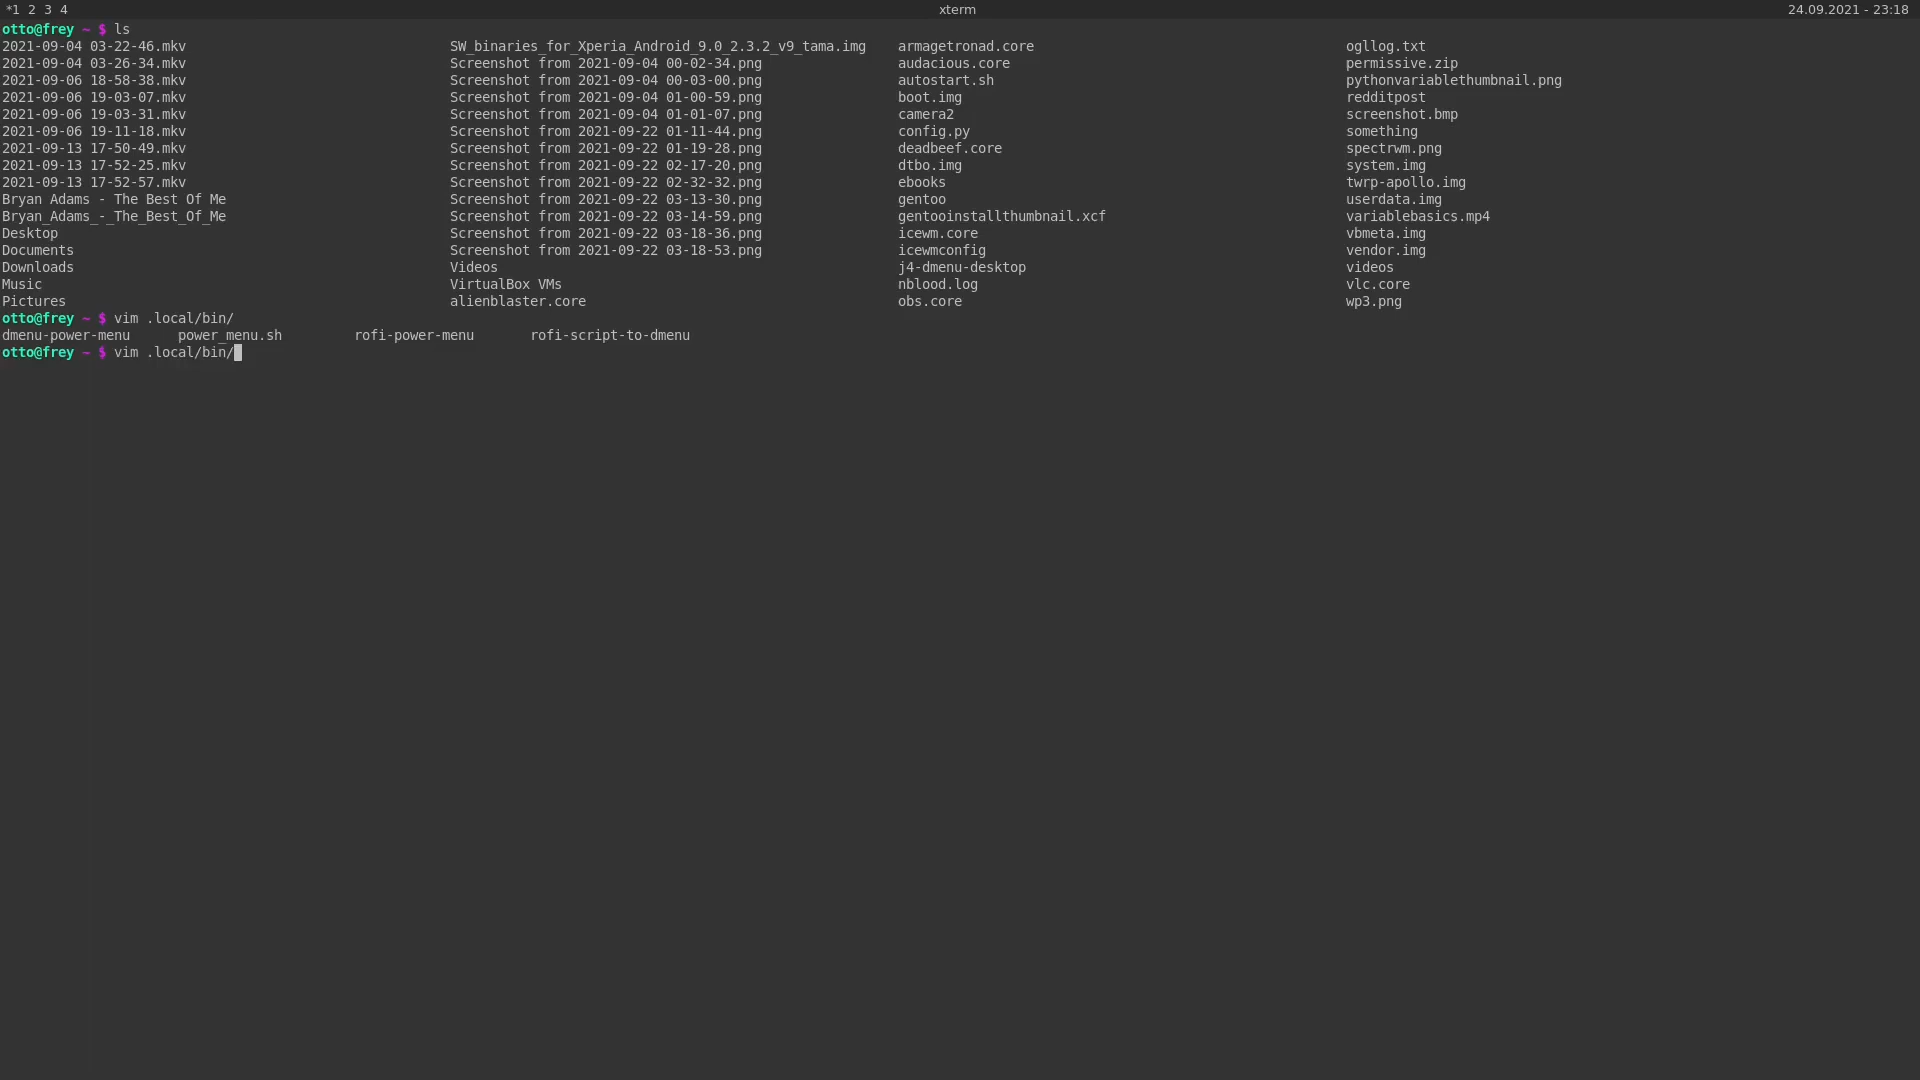 *1 2 3 4 xterm 24.09.2021 - 23:18
otto@frey ~ $ ls
2021-09-04 03-22-46.mkv SW_binaries_for_Xperia_Android_9.0_2.3.2_v9_tama.img armagetronad.core ogllog.txt
2021-09-04 03-26-34.mkv Screenshot from 2021-09-04 00-02-34.png audacious.core permissive.zip
2021-09-06 18-58-38.mkv Screenshot from 2021-09-04 00-03-00.png autostart.sh pythonvariablethumbnail.png
2021-09-06 19-03-07.mkv Screenshot from 2021-09-04 01-00-59.png boot.img redditpost
2021-09-06 19-03-31.mkv Screenshot from 2021-09-04 01-01-07.png camera2 screenshot.bmp
2021-09-06 19-11-18.mkv Screenshot from 2021-09-22 01-11-44.png config.py something
2021-09-13 17-50-49.mkv Screenshot from 2021-09-22 01-19-28.png deadbeef.core spectrwm.png
2021-09-13 17-52-25.mkv Screenshot from 2021-09-22 02-17-20.png dtbo.img system.img
2021-09-13 17-52-57.mkv Screenshot from 2021-09-22 02-32-32.png ebooks twrp-apollo.img
Bryan Adams - The Best Of Me Screenshot from 2021-09-22 03-13-30.png gentoo userdata.img
Bryan_Adams_-_The_Best_Of_Me Screenshot from 2021-09-22 03-14-59.png gentooinstallthumbnail.xcf variablebasics.mp4
Desktop Screenshot from 2021-09-22 03-18-36.png icewm.core vbmeta.img
Documents Screenshot from 2021-09-22 03-18-53.png icewmconfig vendor.img
Downloads Videos j4-dmenu-desktop videos
Music VirtualBox VMs nblood.log vlc.core
Pictures alienblaster.core obs.core wp3.png
otto@frey ~ $ vim .local/bin/
dmenu-power-menu power_menu.sh rofi-power-menu rofi-script-to-dmenu
otto@frey ~ $ vim .local/bin/